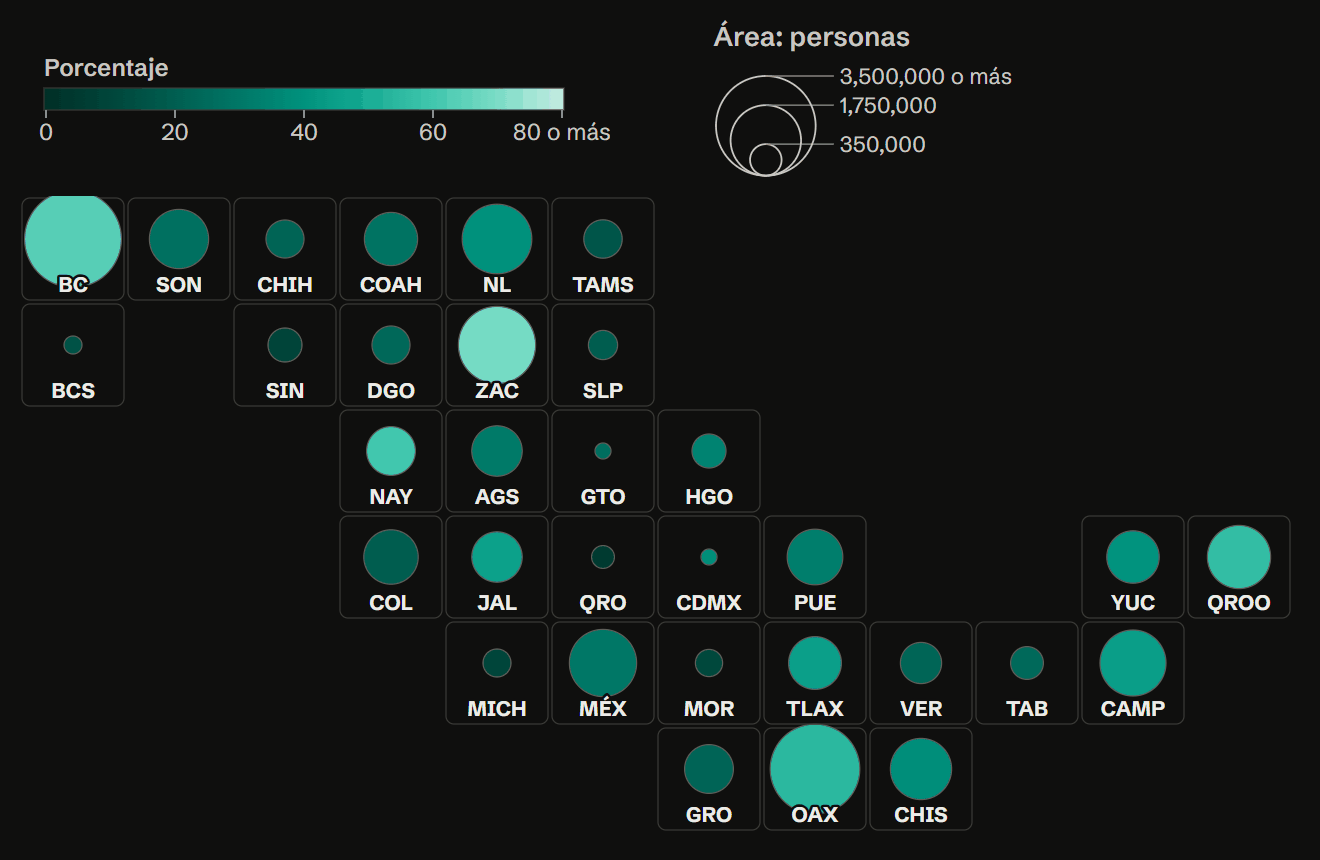 Área: personas
Porcentaje
3,500,000 o más
1,750,000
350,000
0 20 40 60 80 o más
BC SON CHIH COAH NL TAMS
BCS SIN DGO ZAC SLP
NAY AGS GTO HGO
COL JAL QRO CDMX PUE YUC QROO
MICH MÉX MOR TLAX VER TAB CAMP
GRO OAX CHIS